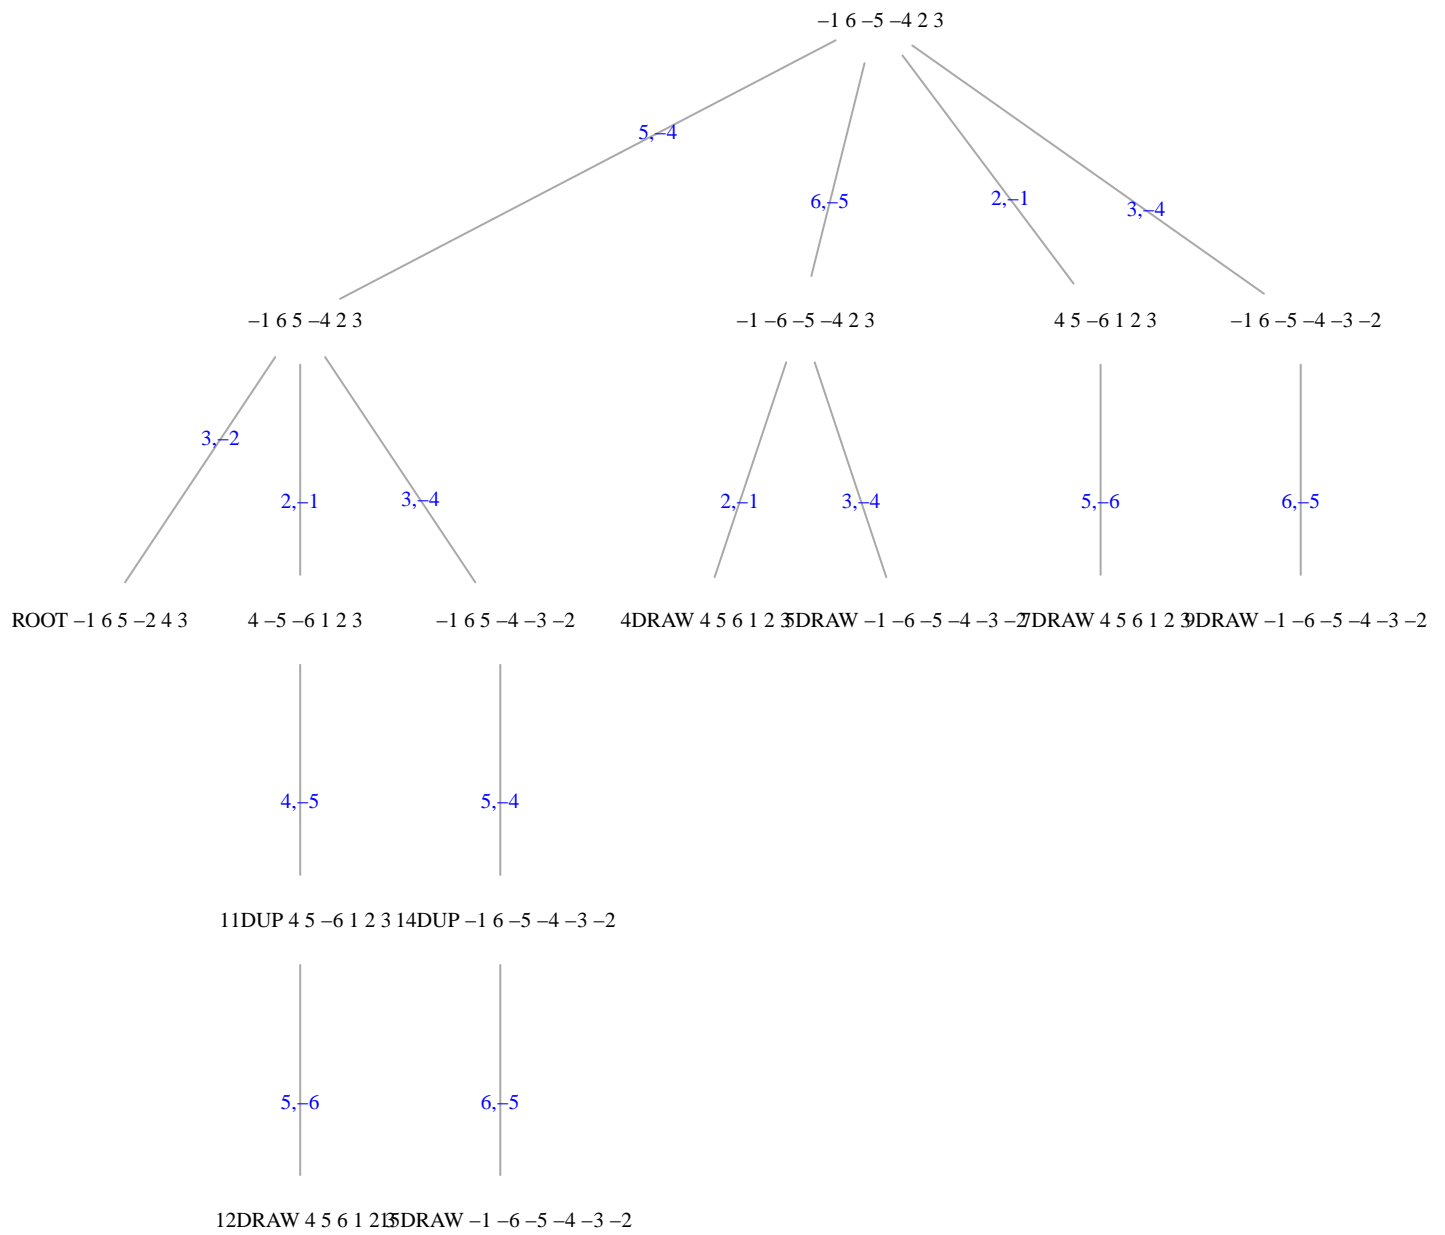 –1 6 –5 –4 2 3
5,–4
6,–5
2,–1
3,–4
–1 6 5 –4 2 3
–1 –6 –5 –4 2 3
4 5 –6 1 2 3
–1 6 –5 –4 –3 –2
3,–2
2,–1
3,–4
2,–1
3,–4
5,–6
6,–5
ROOT –1 6 5 –2 4 3
4 –5 –6 1 2 3
–1 6 5 –4 –3 –2
4DRAW 4 5 6 1 2 3
5DRAW –1 –6 –5 –4 –3 –2
7DRAW 4 5 6 1 2 3
9DRAW –1 –6 –5 –4 –3 –2
4,–5
5,–4
11DUP 4 5 –6 1 2 3
14DUP –1 6 –5 –4 –3 –2
5,–6
6,–5
12DRAW 4 5 6 1 2 3
15DRAW –1 –6 –5 –4 –3 –2